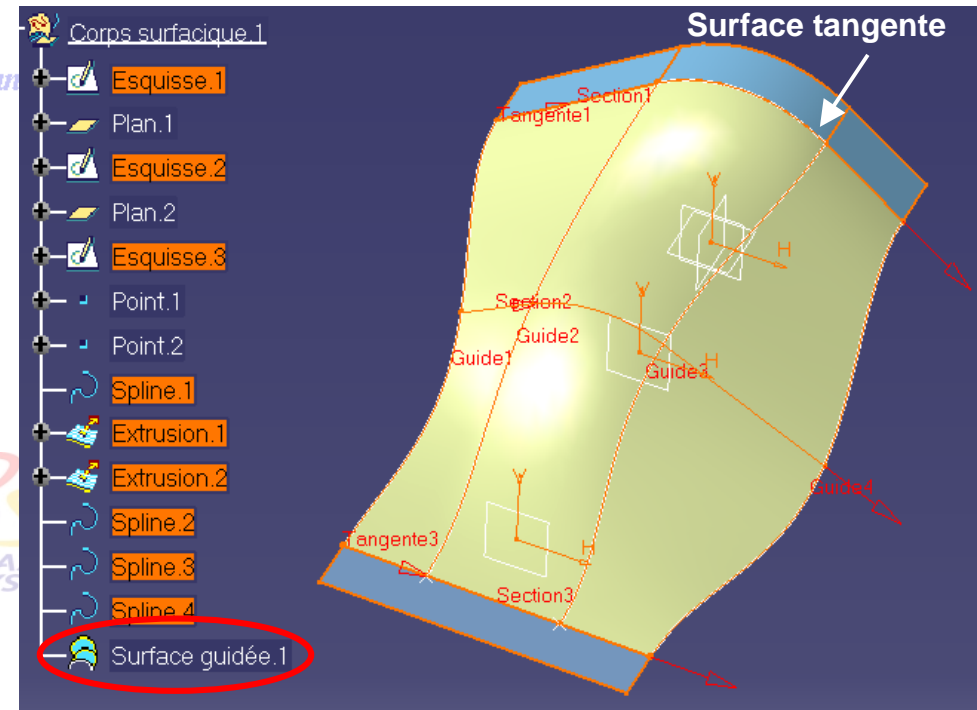 Surface tangente
Corps surfacique.1
Esquisse.1
Plan.1
Esquisse.2
Plan.2
Esquisse.3
Point.1
Point.2
Spline.1
Extrusion.1
Extrusion.2
Spline.2
Spline.3
Spline.4
Surface guidée.1
Section1
Tangente1
V
H
Section2
V
Guide2
Guide1
H
Guide3
Guide4
V
Tangente3
H
Section3